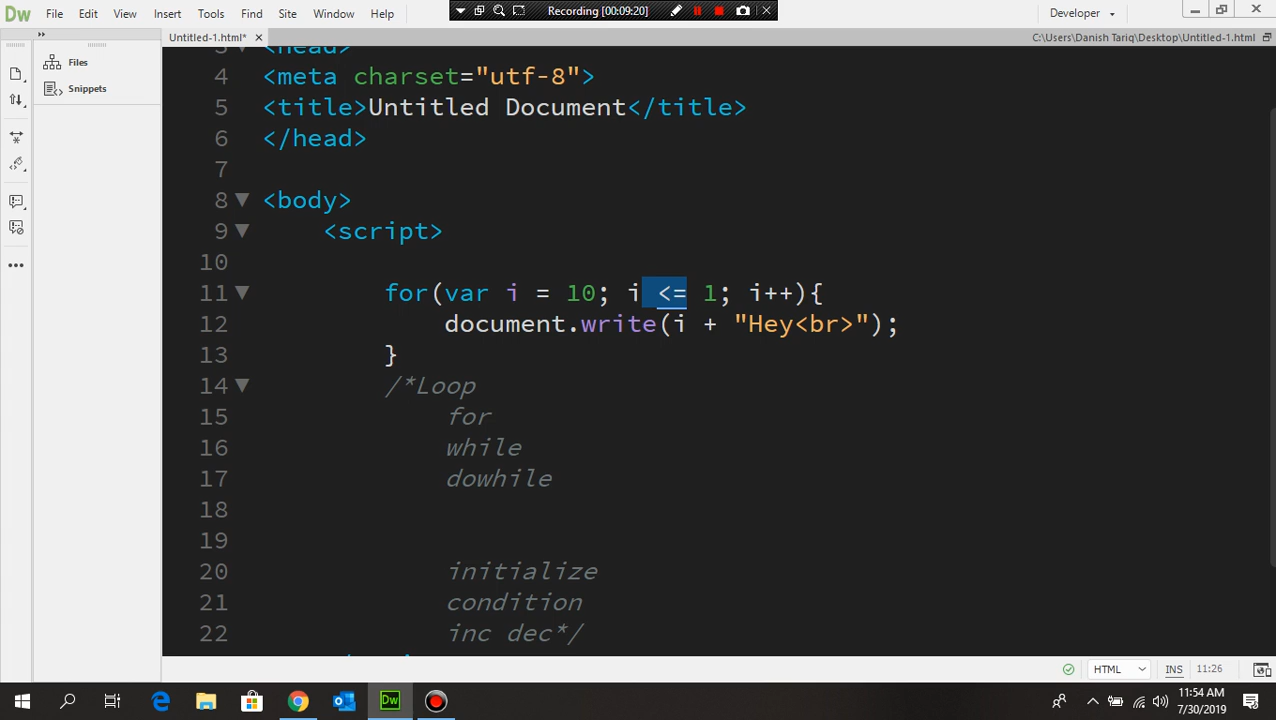 Dw File Edit View Insert Tools Find Site Window Help
Recording [00:09:20]
Developer
Untitled-1.html*
C:\Users\Danish Tariq\Desktop\Untitled-1.html
Files
Snippets
3 <head>
4 <meta charset="utf-8">
5 <title>Untitled Document</title>
6 </head>
7
8 <body>
9 <script>
10
11 for(var i = 10; i <= 1; i++){
12 document.write(i + "Hey<br>");
13 }
14 /*Loop
15 for
16 while
17 dowhile
18
19
20 initialize
21 condition
22 inc dec*/
HTML INS 11:26
Dw
11:54 AM
7/30/2019